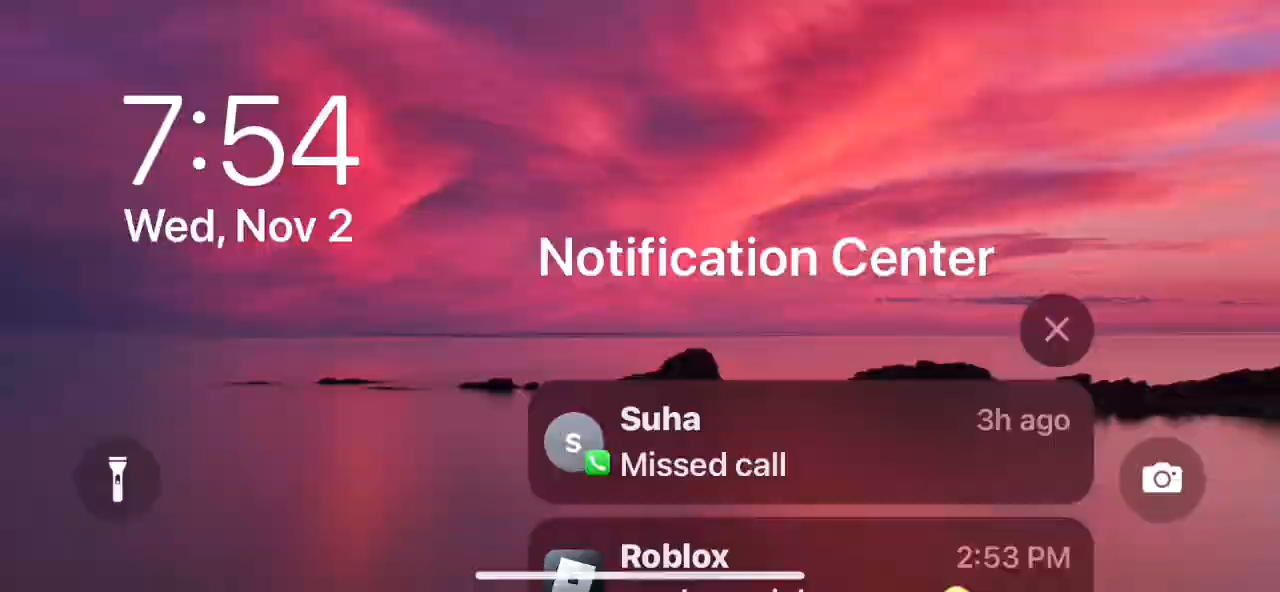 7:54
Wed, Nov 2
Notification Center
Suha
3h ago
S
Missed call
Roblox
2:53 PM